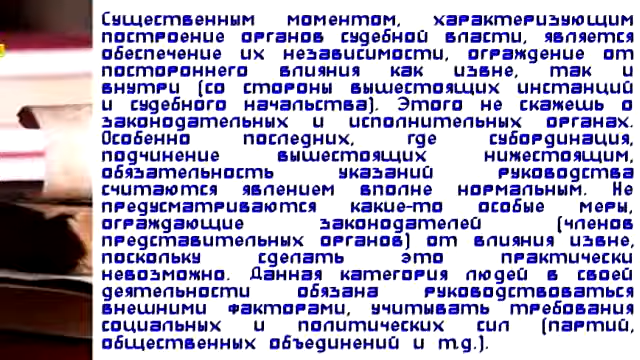 Существенным моментом, характеризующим
построение органов судебной власти, является
обеспечение их независимости, ограждение от
постороннего влияния как извне, так и
внутри (со стороны вышестоящих инстанций
и судебного начальства). Этого не скажешь о
законодательных и исполнительных органах.
Особенно последних, где субординация,
подчинение вышестоящих нижестоящим,
обязательность указаний руководства
считаются явлением вполне нормальным. Не
предусматриваются какие-то особые меры,
ограждающие законодателей (членов
представительных органов) от влияния извне,
поскольку сделать это практически
невозможно. Данная категория людей в своей
деятельности обязана руководствоваться
внешними факторами, учитывать требования
социальных и политических сил (партий,
общественных объединений и т.д.).